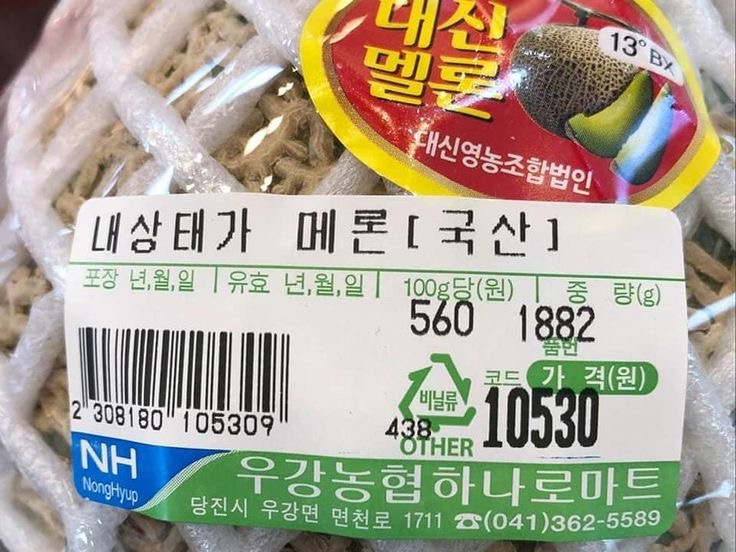 대신
멜론
13° BX
대신영농조합법인
내상태가 메론[국산]
포장 년,월,일 유효 년,월,일 100g당(원) 중 량(g)
560 1882
품번
코드 가 격(원)
비닐류
438 10530
OTHER
2 308180 105309
NH
NongHyup
우강농협하나로마트
당진시 우강면 면천로 1711 ☎(041)362-5589